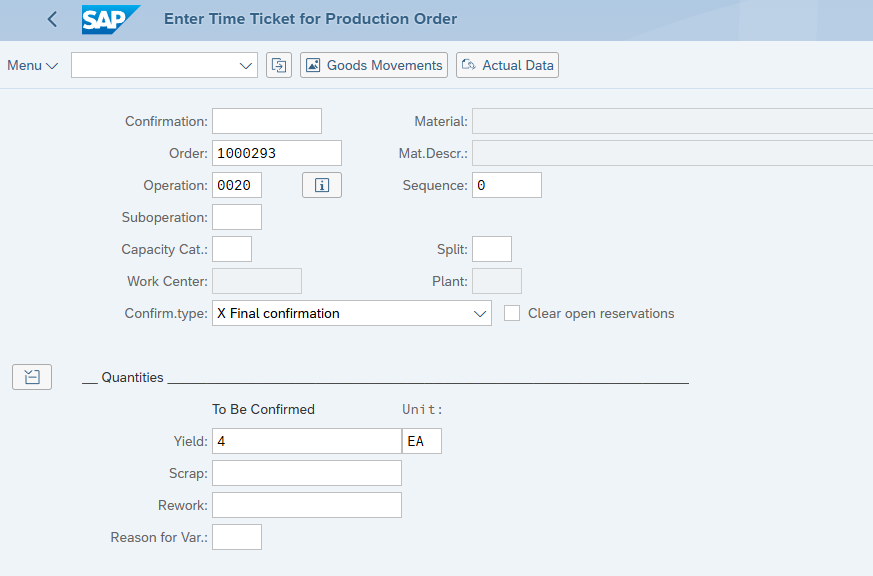 SAP Enter Time Ticket for Production Order
Menu Goods Movements Actual Data
Confirmation: Material:
Order: 1000293 Mat.Descr.:
Operation: 0020 Sequence: 0
Suboperation:
Capacity Cat.: Split:
Work Center: Plant:
Confirm.type: X Final confirmation Clear open reservations
Quantities
To Be Confirmed Unit:
Yield: 4 EA
Scrap:
Rework:
Reason for Var.: